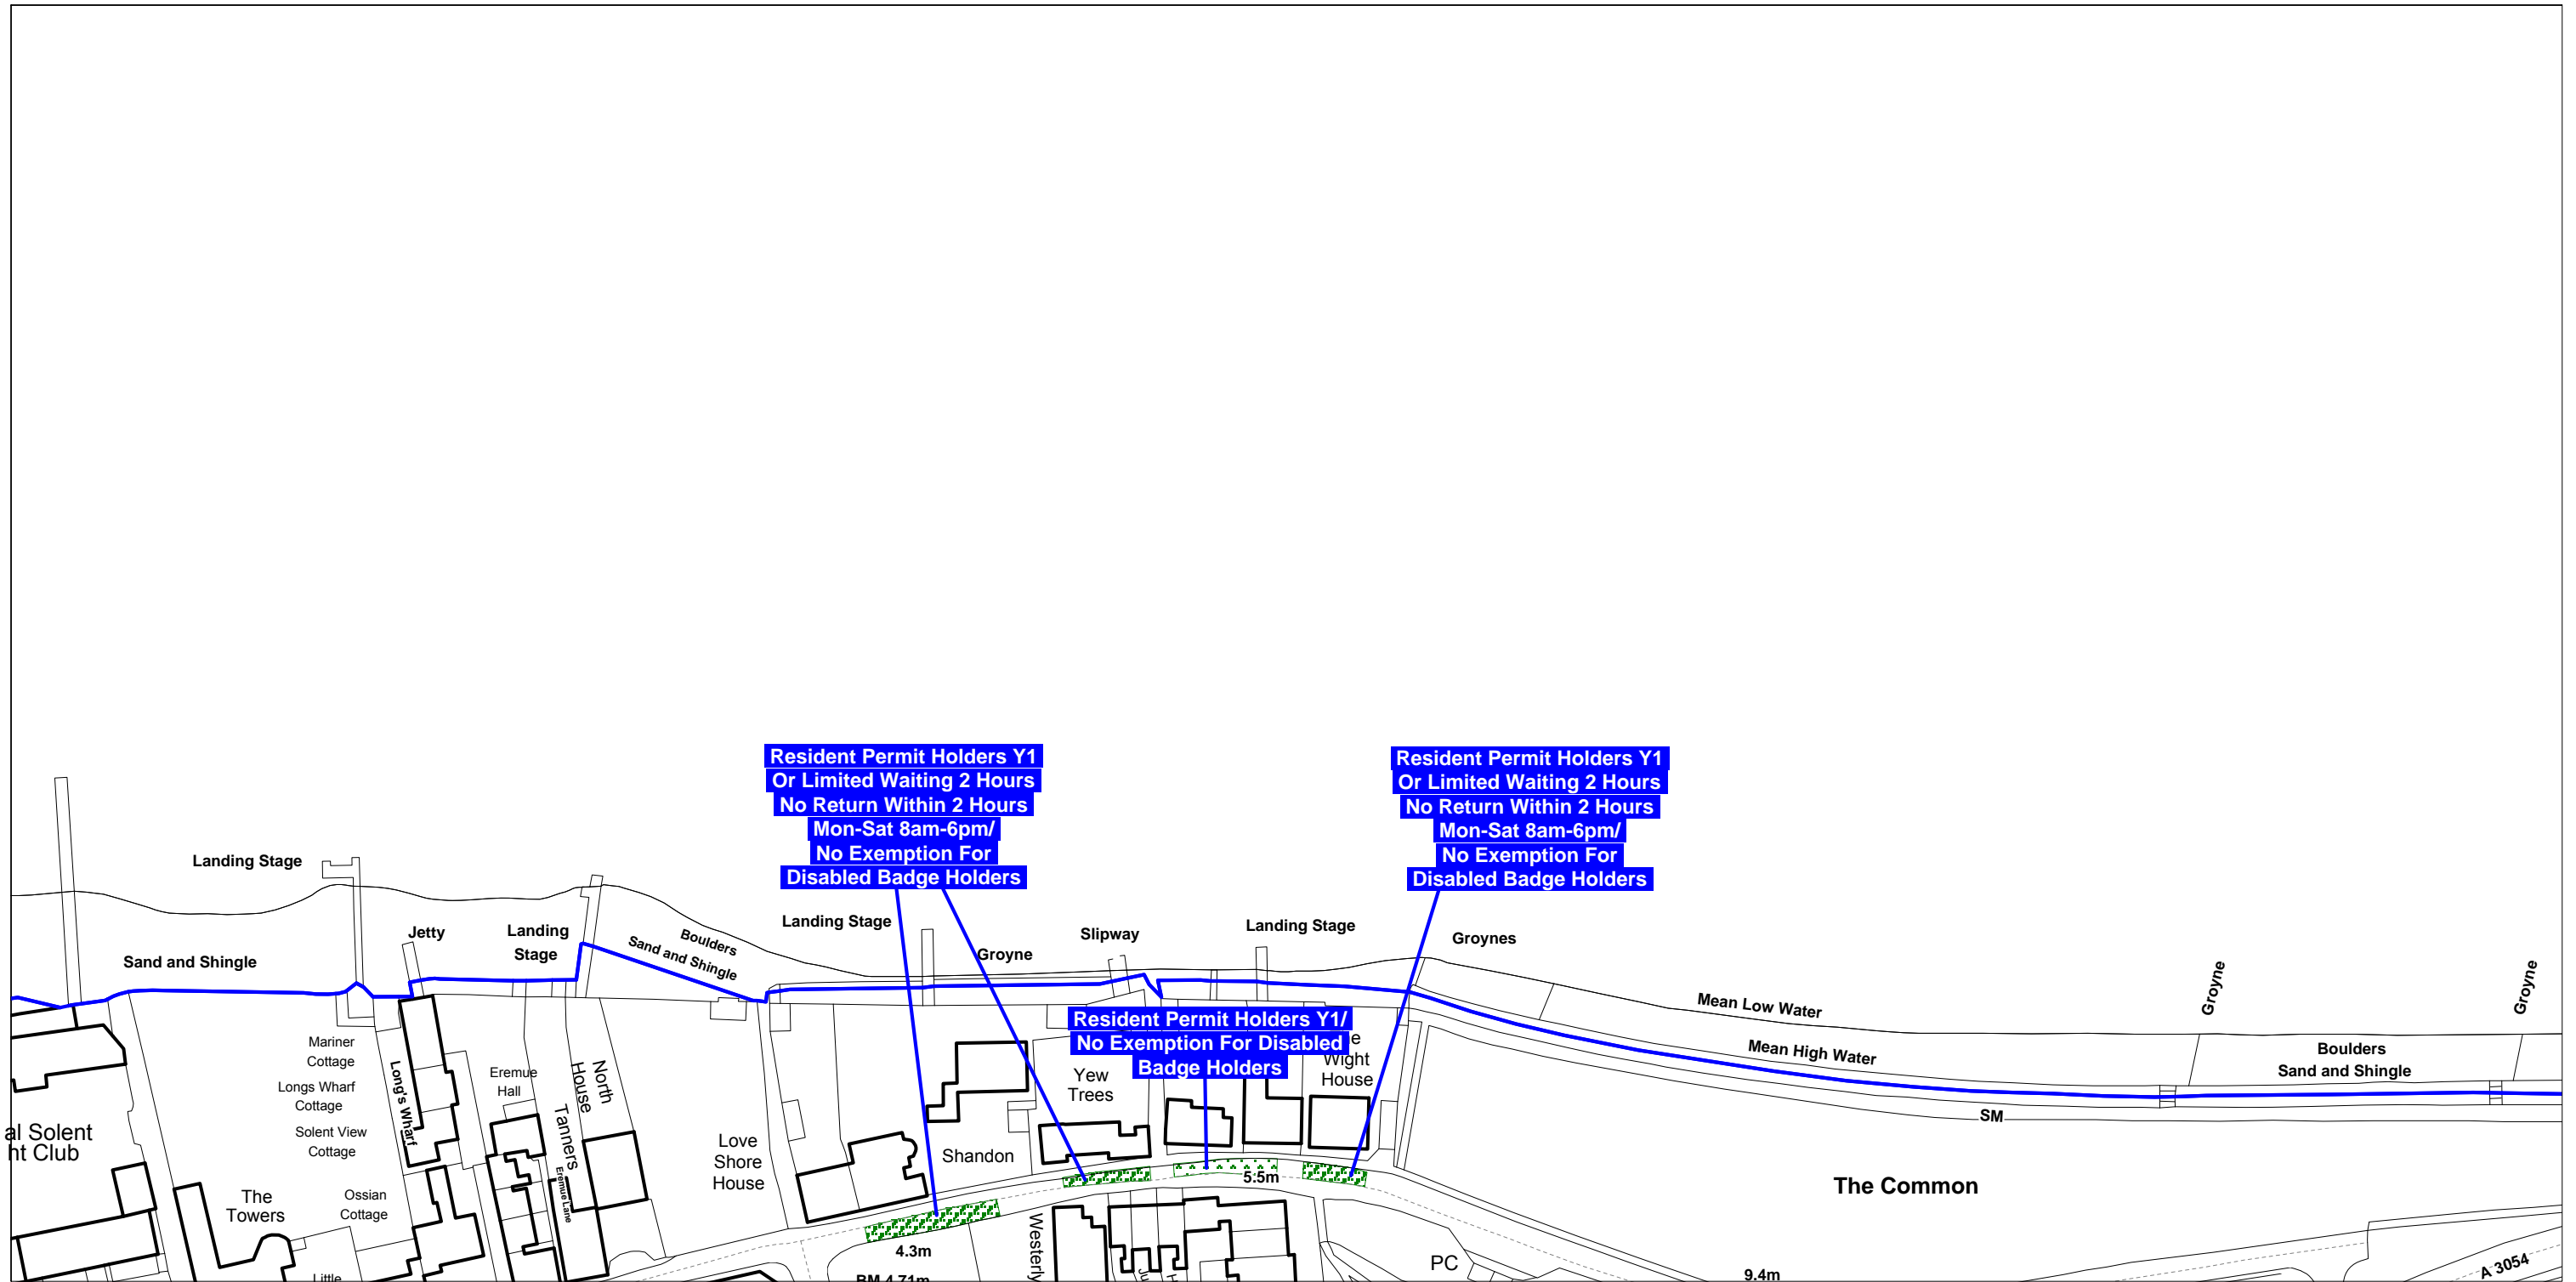 Resident Permit Holders Y1
Or Limited Waiting 2 Hours
No Return Within 2 Hours
Mon-Sat 8am-6pm/
No Exemption For
Disabled Badge Holders
Resident Permit Holders Y1
Or Limited Waiting 2 Hours
No Return Within 2 Hours
Mon-Sat 8am-6pm/
No Exemption For
Disabled Badge Holders
Landing Stage
Jetty
Landing
Stage
Sand and Shingle
Boulders
Sand and Shingle
Landing Stage
Groyne
Slipway
Landing Stage
Groynes
Groyne
Groyne
Mean Low Water
Mean High Water
Boulders
Sand and Shingle
SM
Resident Permit Holders Y1/
No Exemption For Disabled
Badge Holders
Wight
House
Mariner
Cottage
Longs Wharf
Cottage
Solent View
Cottage
Long's Wharf
Eremue
Hall
North
House
Tanners
Eremue Lane
Yew
Trees
al Solent
ht Club
The
Towers
Ossian
Cottage
Little
Love
Shore
House
Shandon
5.5m
4.3m
BM 4.71m
Westerly
PC
The Common
9.4m
A 3054